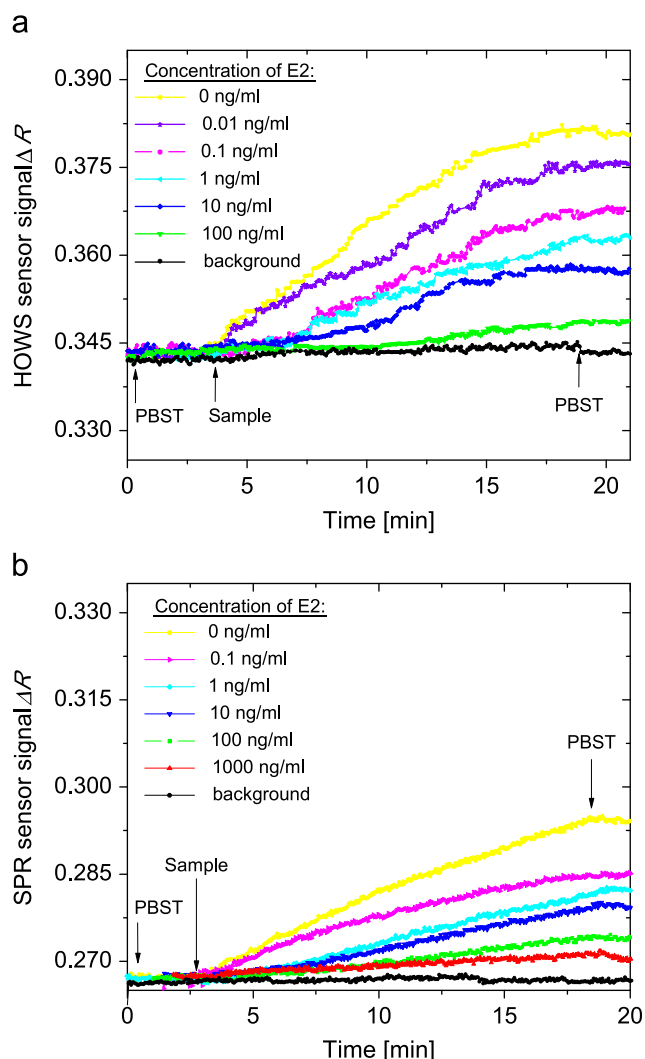 a
0.390
0.375
0.360
0.345
0.330
HOWS sensor signalΔR
Concentration of E2:
0 ng/ml
0.01 ng/ml
0.1 ng/ml
1 ng/ml
10 ng/ml
100 ng/ml
background
PBST
Sample
PBST
0 5 10 15 20
Time [min]
b
0.330
0.315
0.300
0.285
0.270
SPR sensor signalΔR
Concentration of E2:
0 ng/ml
0.1 ng/ml
1 ng/ml
10 ng/ml
100 ng/ml
1000 ng/ml
background
PBST
Sample
PBST
0 5 10 15 20
Time [min]